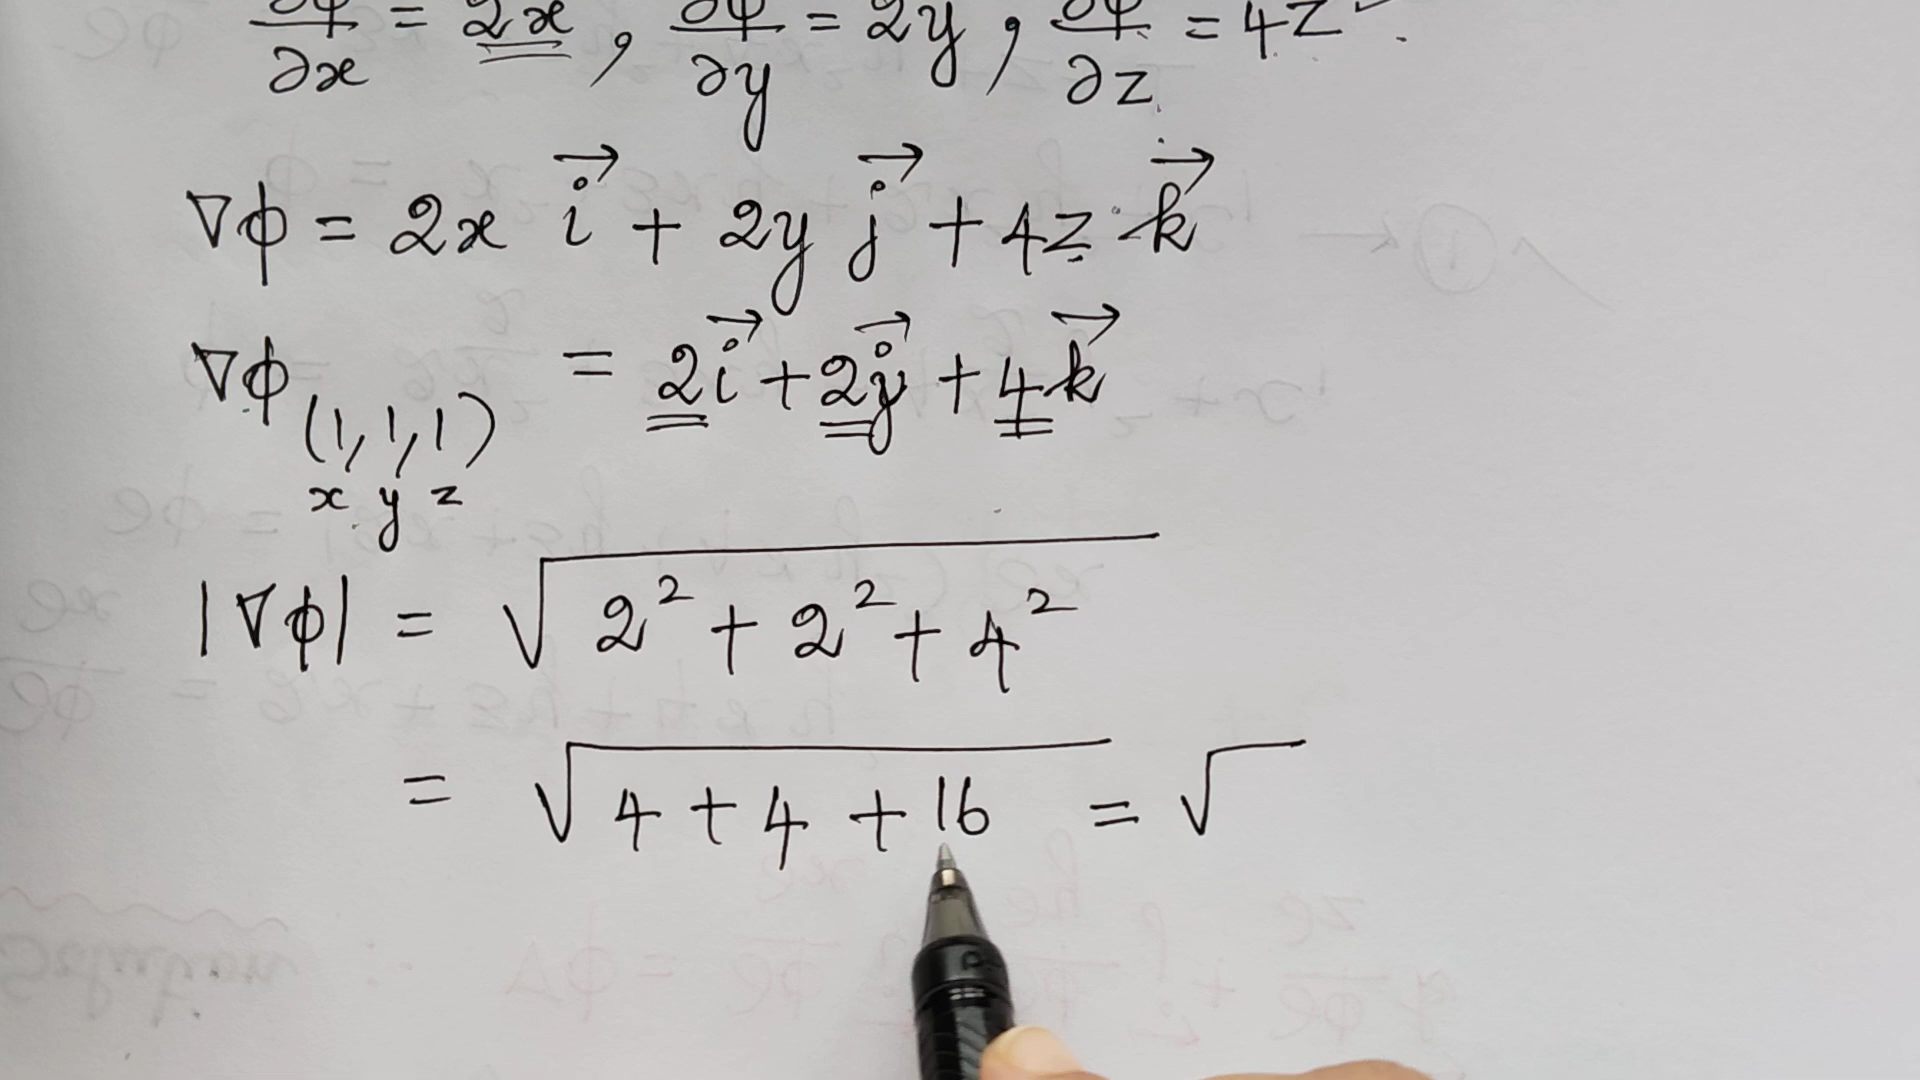 ∂φ/∂x = 2x , ∂φ/∂y = 2y , ∂φ/∂z = 4z .
∇φ = 2x i⃗ + 2y j⃗ + 4z k⃗
∇φ(1,1,1) = 2i⃗ + 2j⃗ + 4k⃗
x y z
|∇φ| = √(2² + 2² + 4²)
= √(4 + 4 + 16) = √